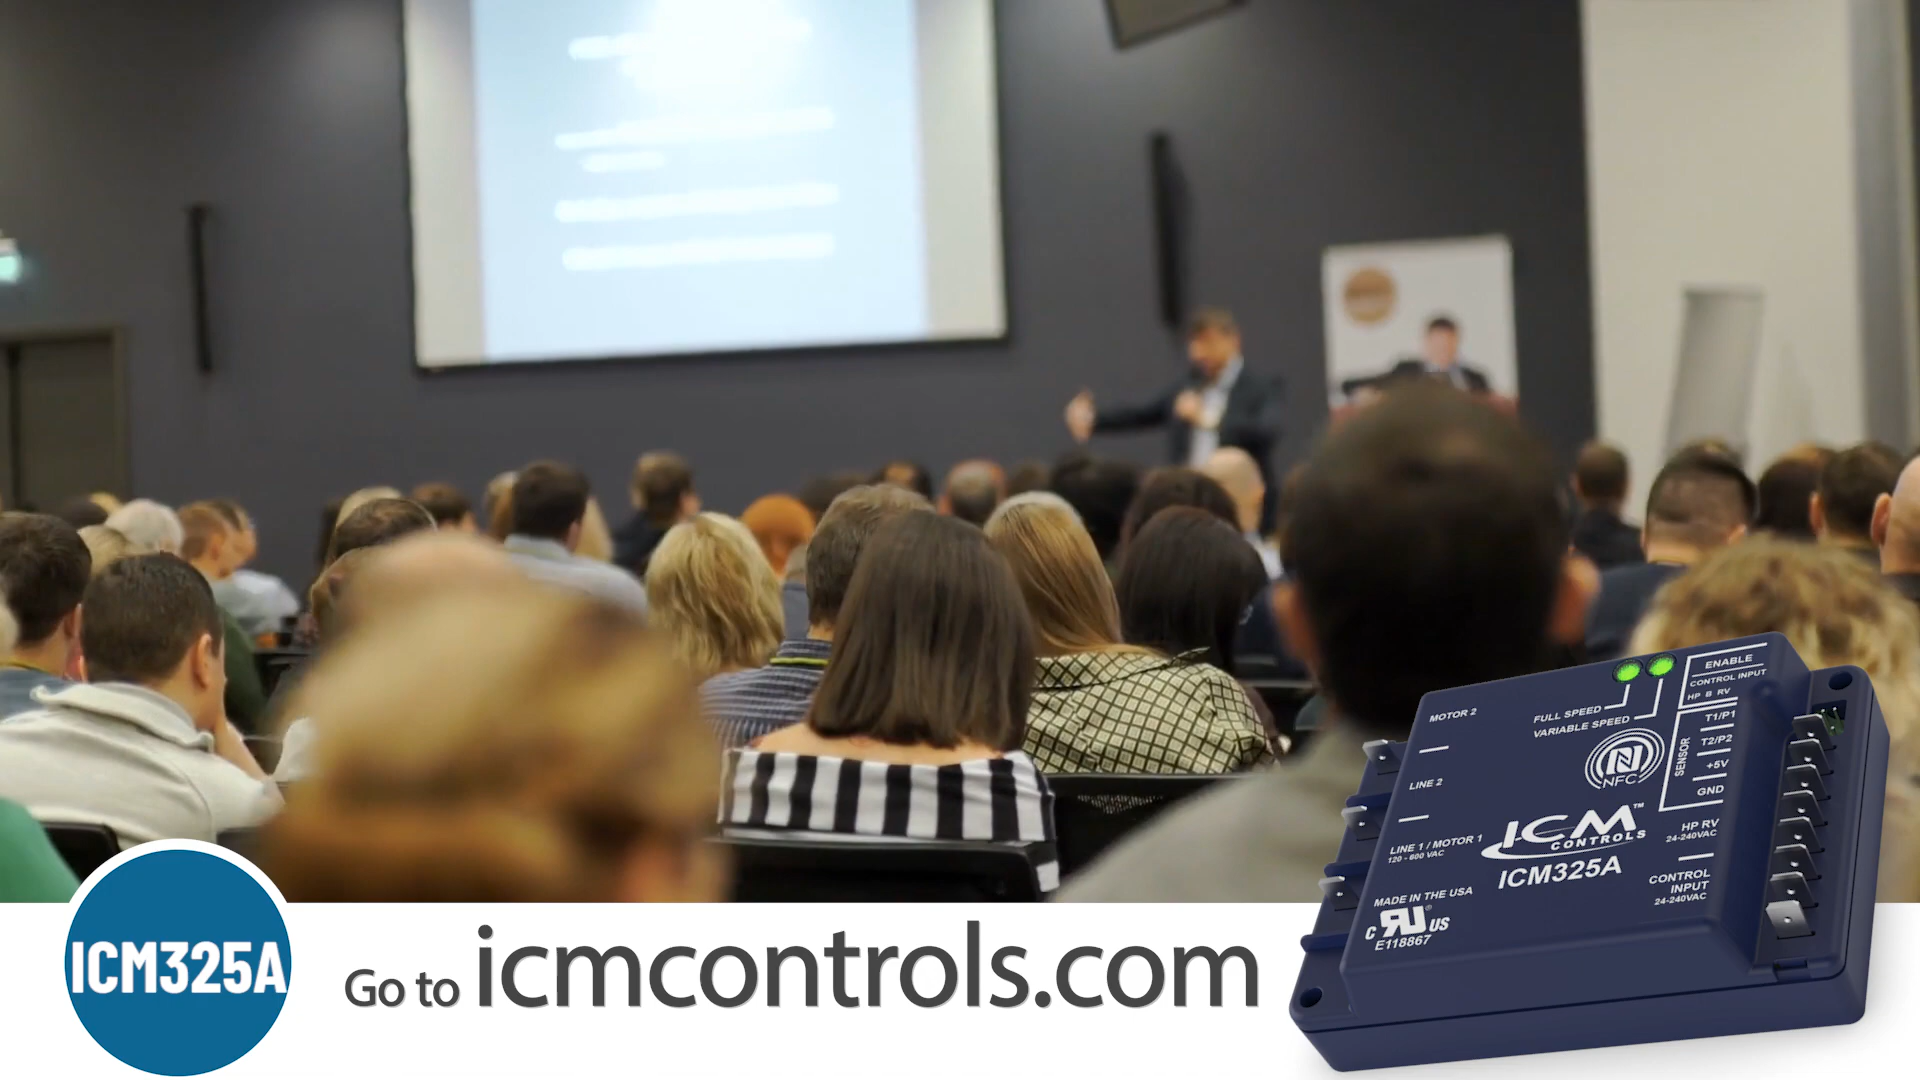 ENABLE
CONTROL INPUT
HP B RV
MOTOR 2
FULL SPEED
VARIABLE SPEED
T1/P1
T2/P2
+5V
GND
SENSOR
NFC
LINE 2
LINE 1 / MOTOR 1
120 - 600 VAC
ICM™
CONTROLS
ICM325A
HP RV
24-240VAC
CONTROL
INPUT
24-240VAC
MADE IN THE USA
C RU® US
E118867
ICM325A
Go to icmcontrols.com